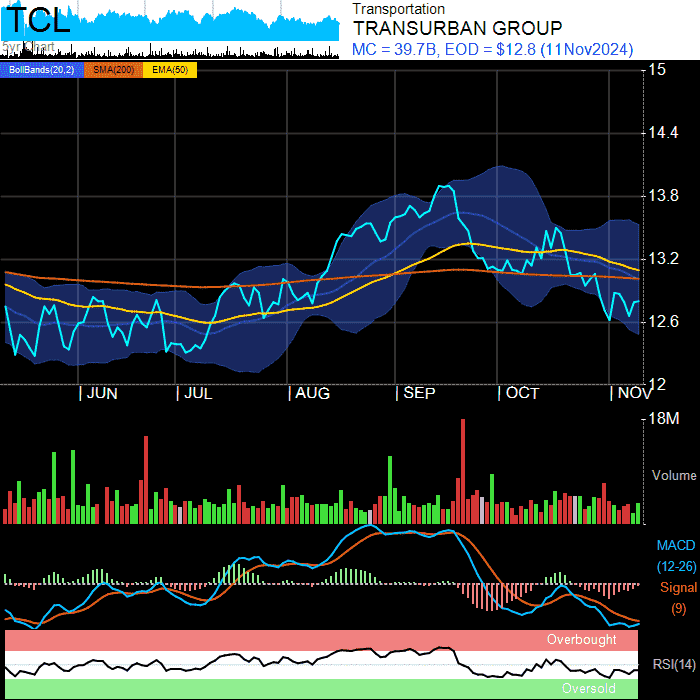 TCL
5yr Chart
Transportation
TRANSURBAN GROUP
MC = 39.7B, EOD = $12.8 (11Nov2024)
BollBands(20,2) SMA(200) EMA(50)
15
14.4
13.8
13.2
12.6
12
JUN JUL AUG SEP OCT NOV
18M
Volume
MACD
(12-26)
Signal
(9)
Overbought
RSI(14)
Oversold